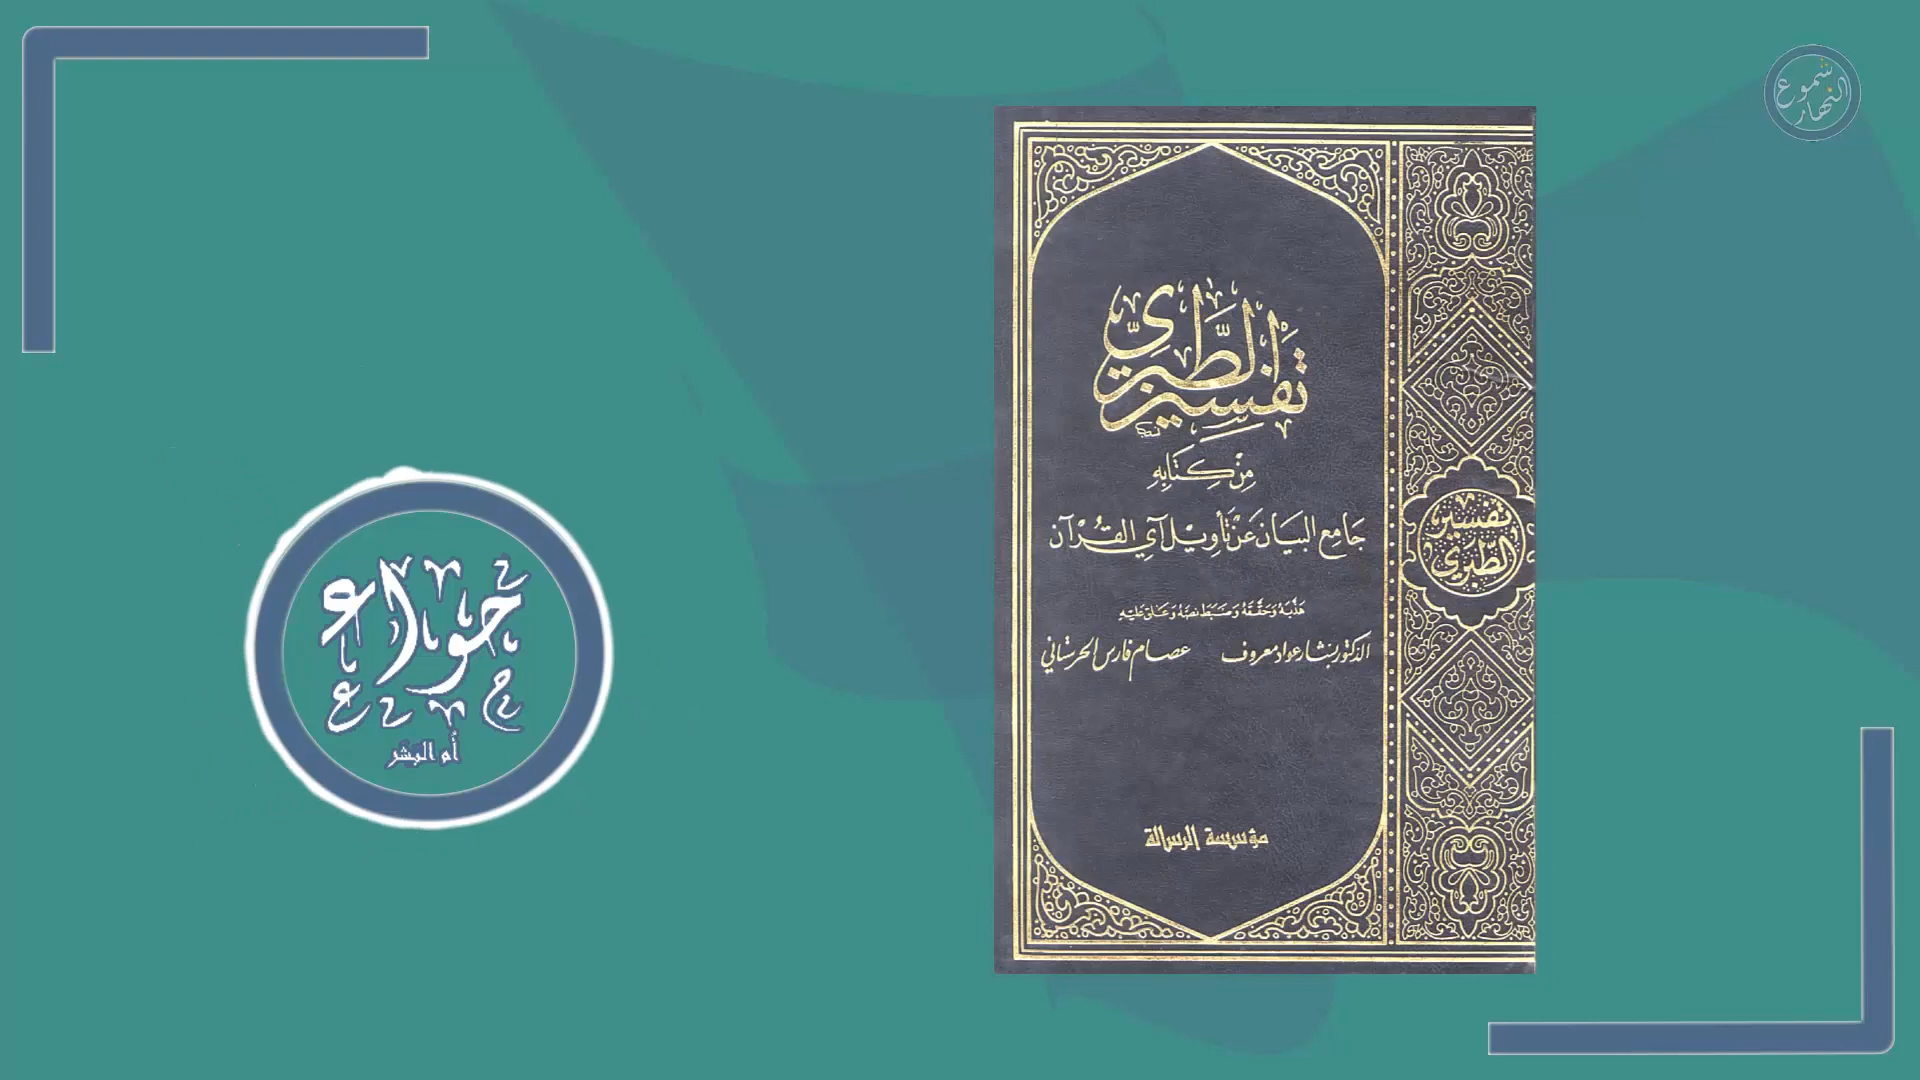 شموع
النهار
تفسير
الطبري
من كتابه
جامع البيان عن تأويل آي القرآن
هذبه وحققه وضبط نصه وعلق عليه
الدكتور بشار عواد معروف عصام فارس الحرستاني
مؤسسة الرسالة
تفسير
الطبري
حواء
أم البشر